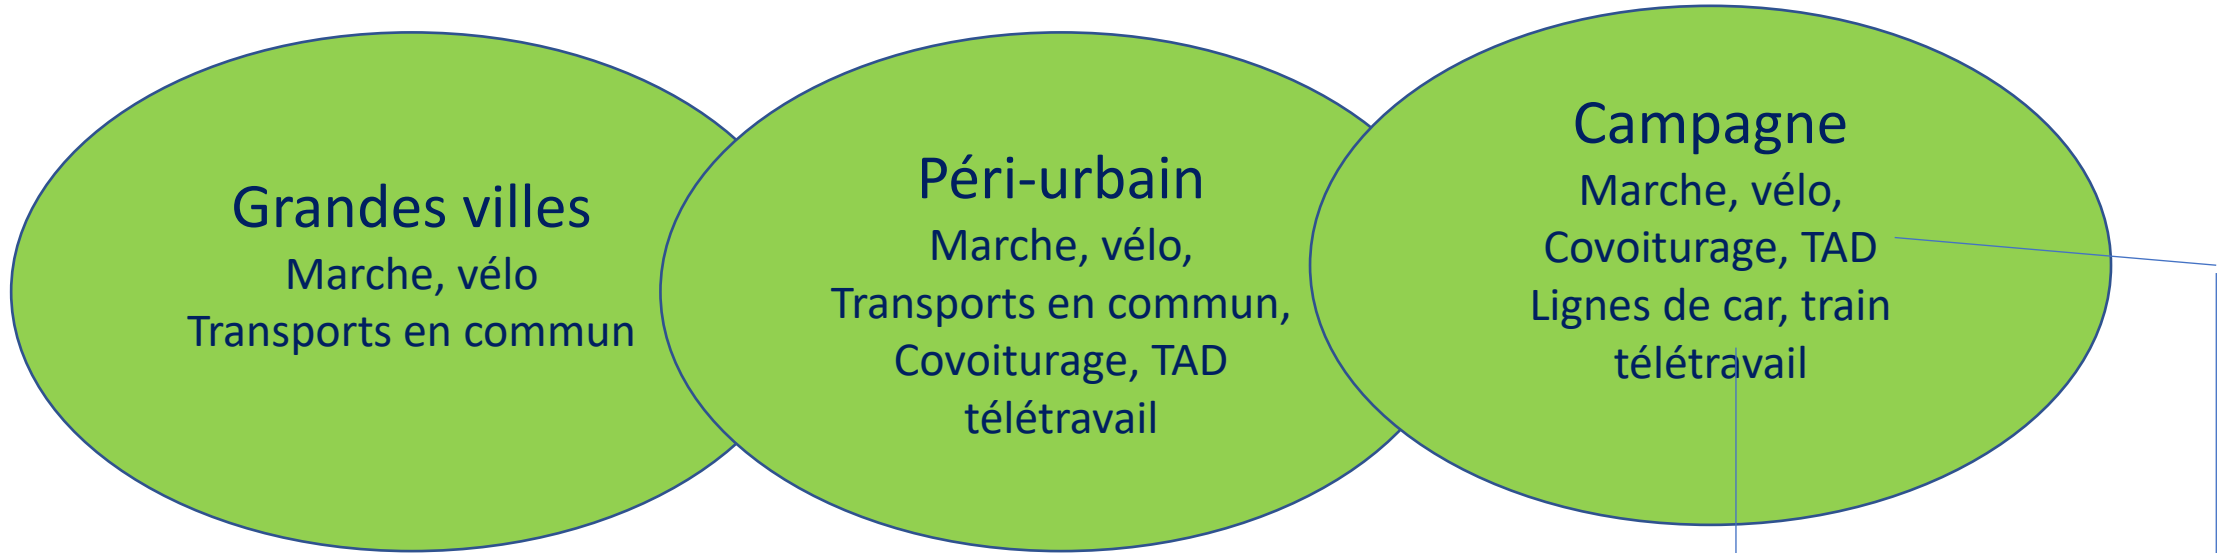 Grandes villes
Marche, vélo
Transports en commun
Péri-urbain
Marche, vélo,
Transports en commun,
Covoiturage, TAD
télétravail
Campagne
Marche, vélo,
Covoiturage, TAD
Lignes de car, train
télétravail